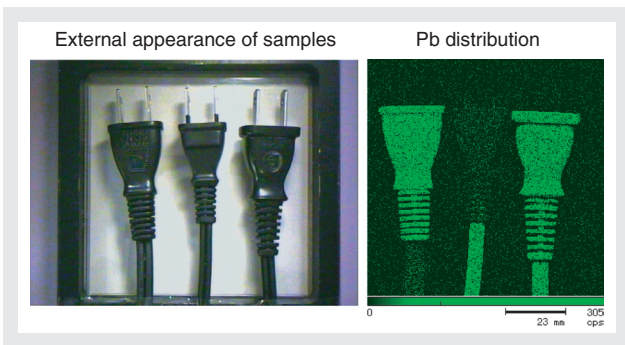 External appearance of samples
Pb distribution
0
305
23 mm
cps